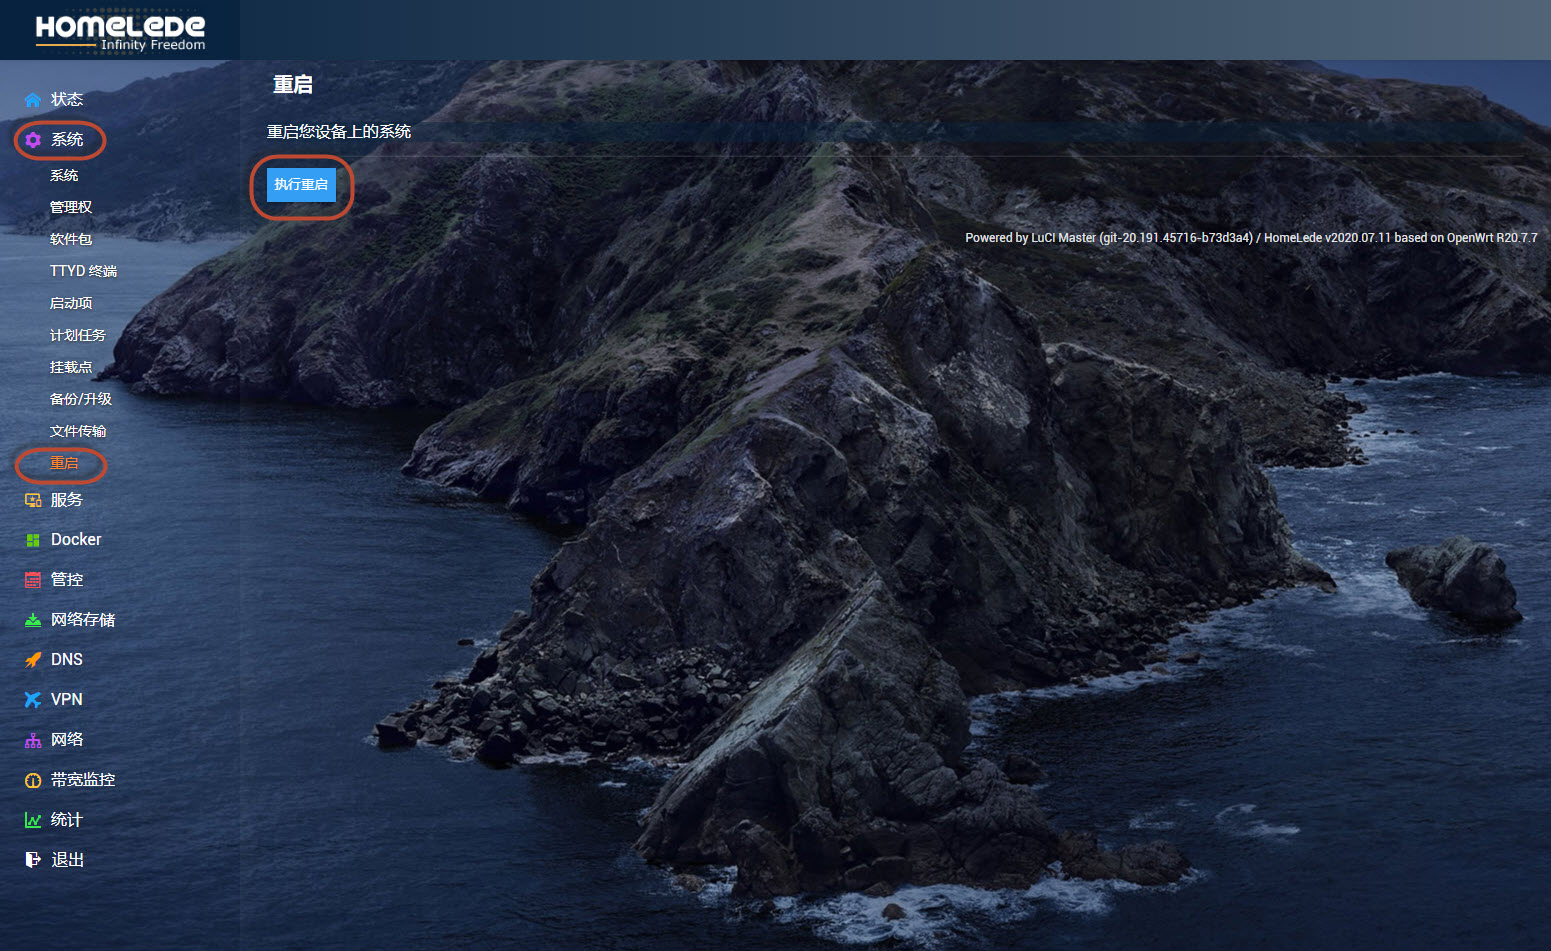 HOMELEDE
Infinity Freedom
状态
系统
系统
管理权
软件包
TTYD 终端
启动项
计划任务
挂载点
备份/升级
文件传输
重启
服务
Docker
管控
网络存储
DNS
VPN
网络
带宽监控
统计
退出
重启
重启您设备上的系统
执行重启
Powered by LuCI Master (git-20.191.45716-b73d3a4) / HomeLede v2020.07.11 based on OpenWrt R20.7.7